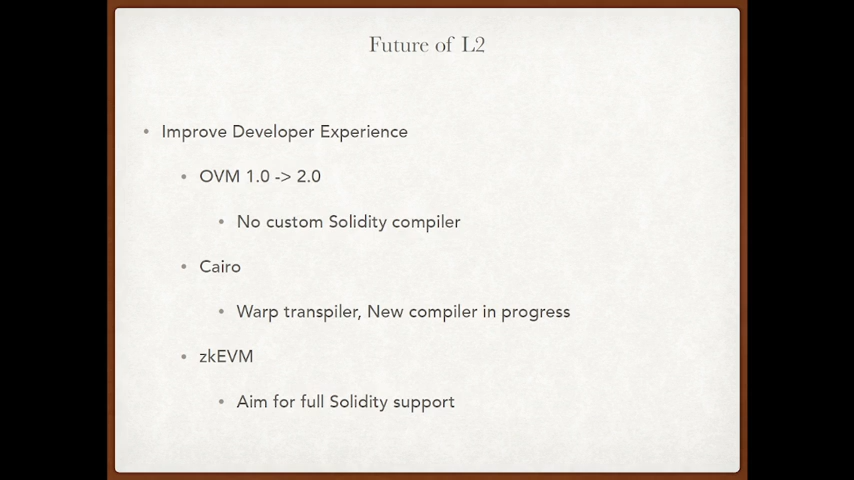 Future of L2
• Improve Developer Experience
• OVM 1.0 -> 2.0
• No custom Solidity compiler
• Cairo
• Warp transpiler, New compiler in progress
• zkEVM
• Aim for full Solidity support